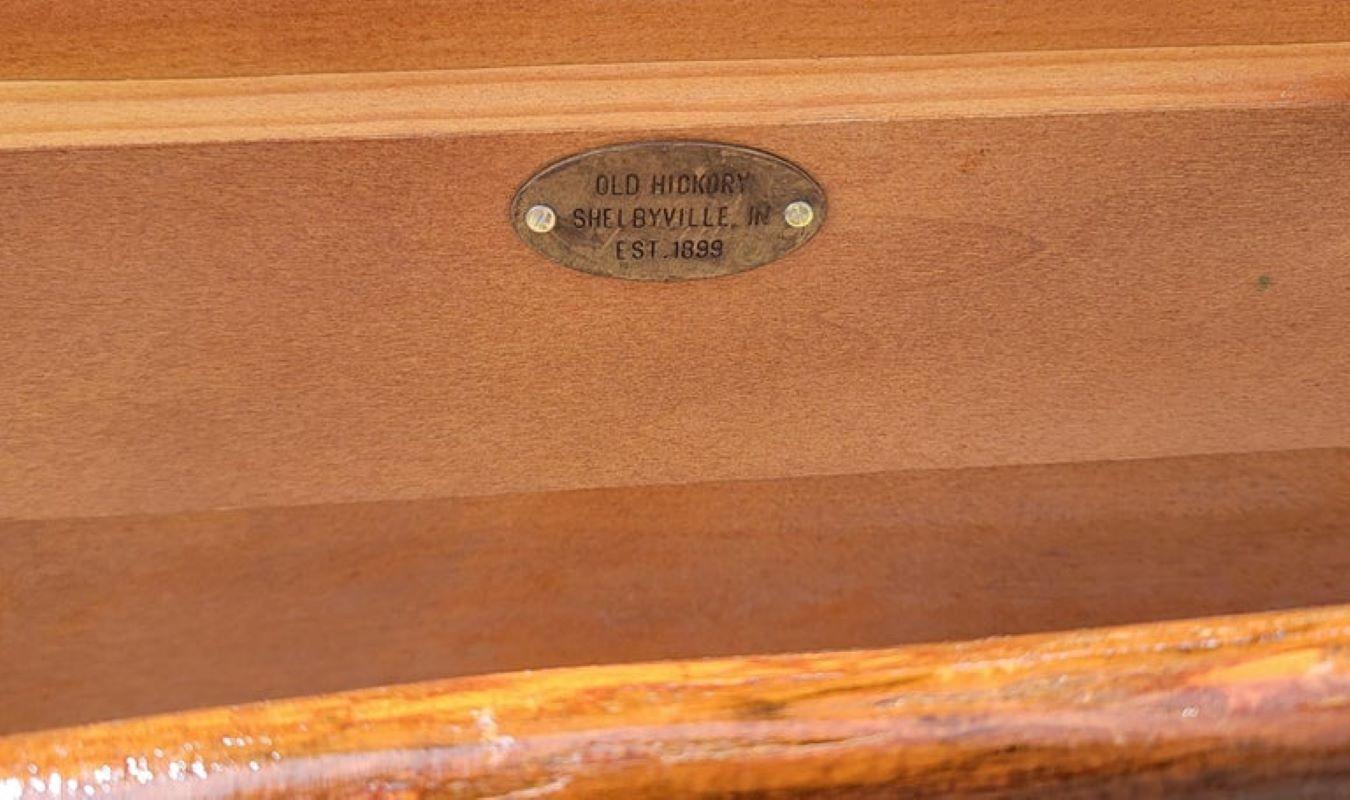 OLD HICKORY
SHELBYVILLE, IN
EST.1899